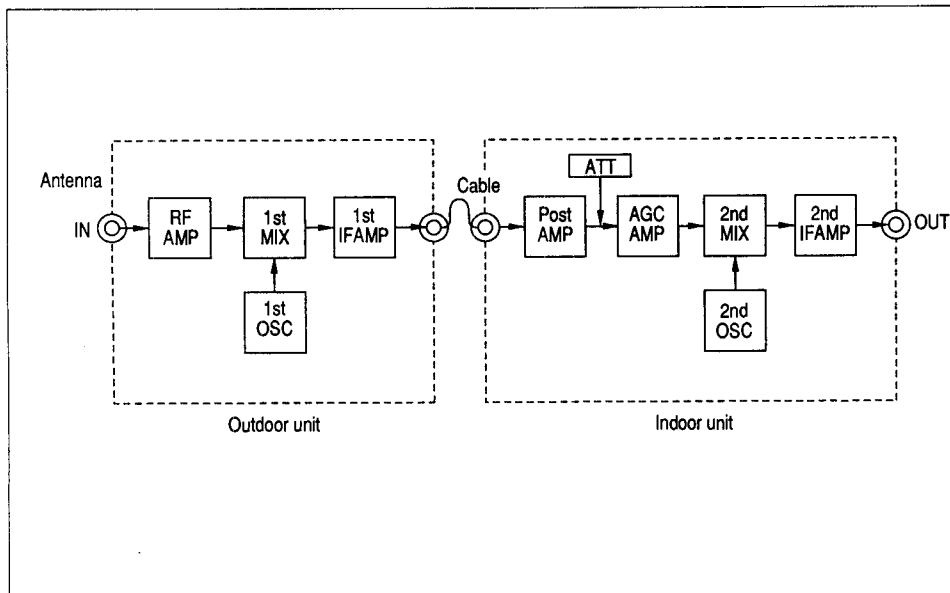 Antenna
IN
RF
AMP
1st
MIX
1st
IFAMP
1st
OSC
Outdoor unit
Cable
ATT
Post
AMP
AGC
AMP
2nd
MIX
2nd
IFAMP
OUT
2nd
OSC
Indoor unit